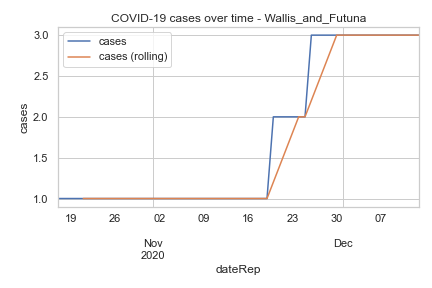 COVID-19 cases over time - Wallis_and_Futuna
cases
cases (rolling)
3.0
2.5
2.0
1.5
1.0
cases
19 26 02 09 16 23 30 07
Nov Dec
2020
dateRep